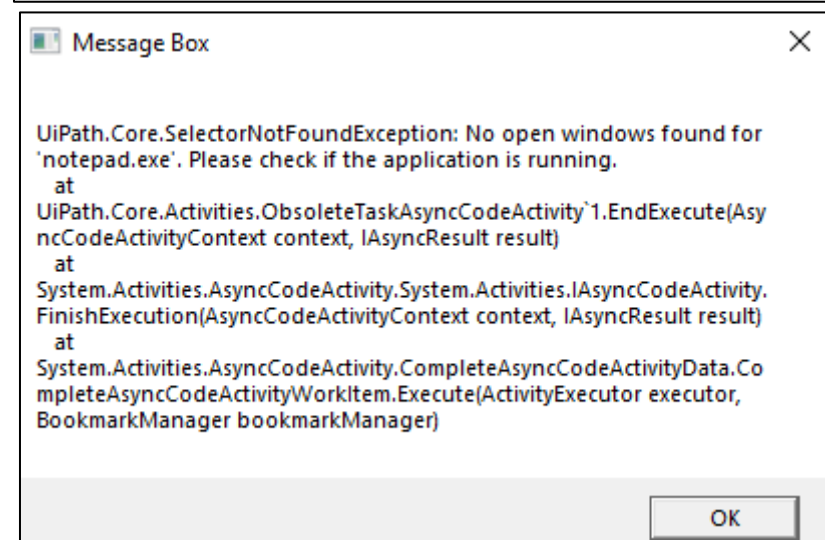 Message Box
UiPath.Core.SelectorNotFoundException: No open windows found for
'notepad.exe'. Please check if the application is running.
at
UiPath.Core.Activities.ObsoleteTaskAsyncCodeActivity`1.EndExecute(Asy
ncCodeActivityContext context, IAsyncResult result)
at
System.Activities.AsyncCodeActivity.System.Activities.IAsyncCodeActivity.
FinishExecution(AsyncCodeActivityContext context, IAsyncResult result)
at
System.Activities.AsyncCodeActivity.CompleteAsyncCodeActivityData.Co
mpleteAsyncCodeActivityWorkItem.Execute(ActivityExecutor executor,
BookmarkManager bookmarkManager)
OK